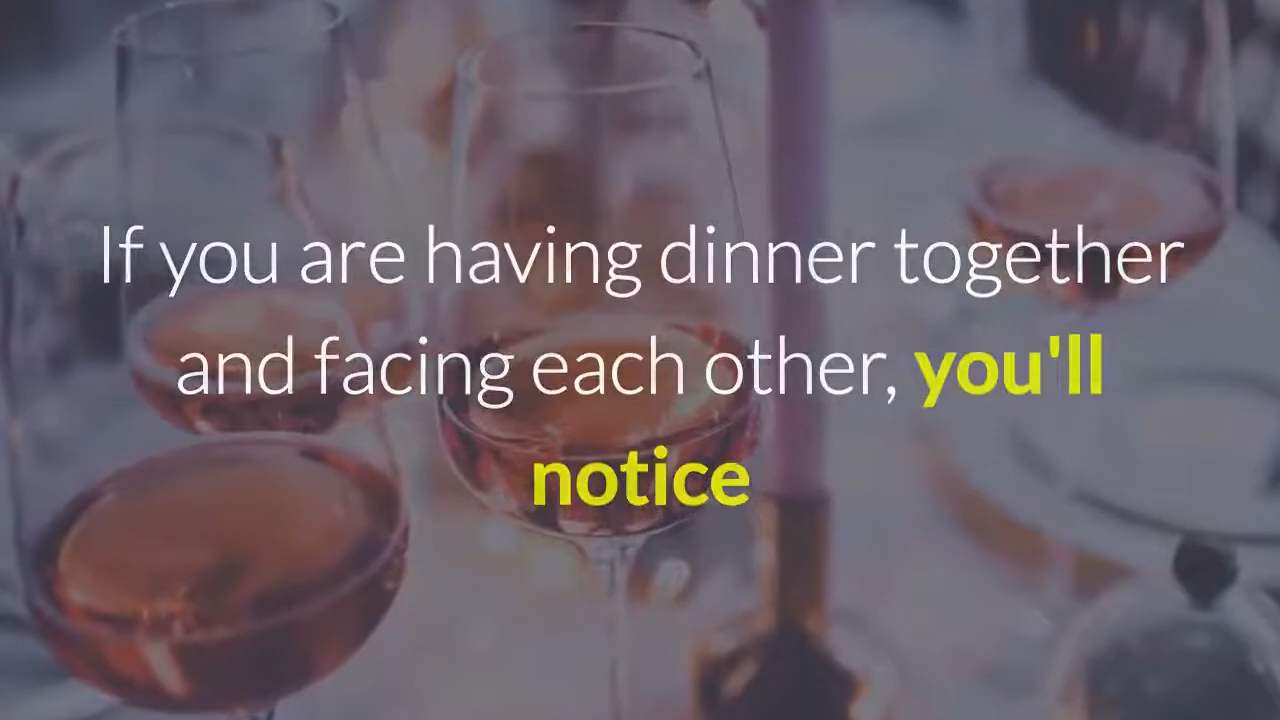 If you are having dinner together
and facing each other, you'll
notice